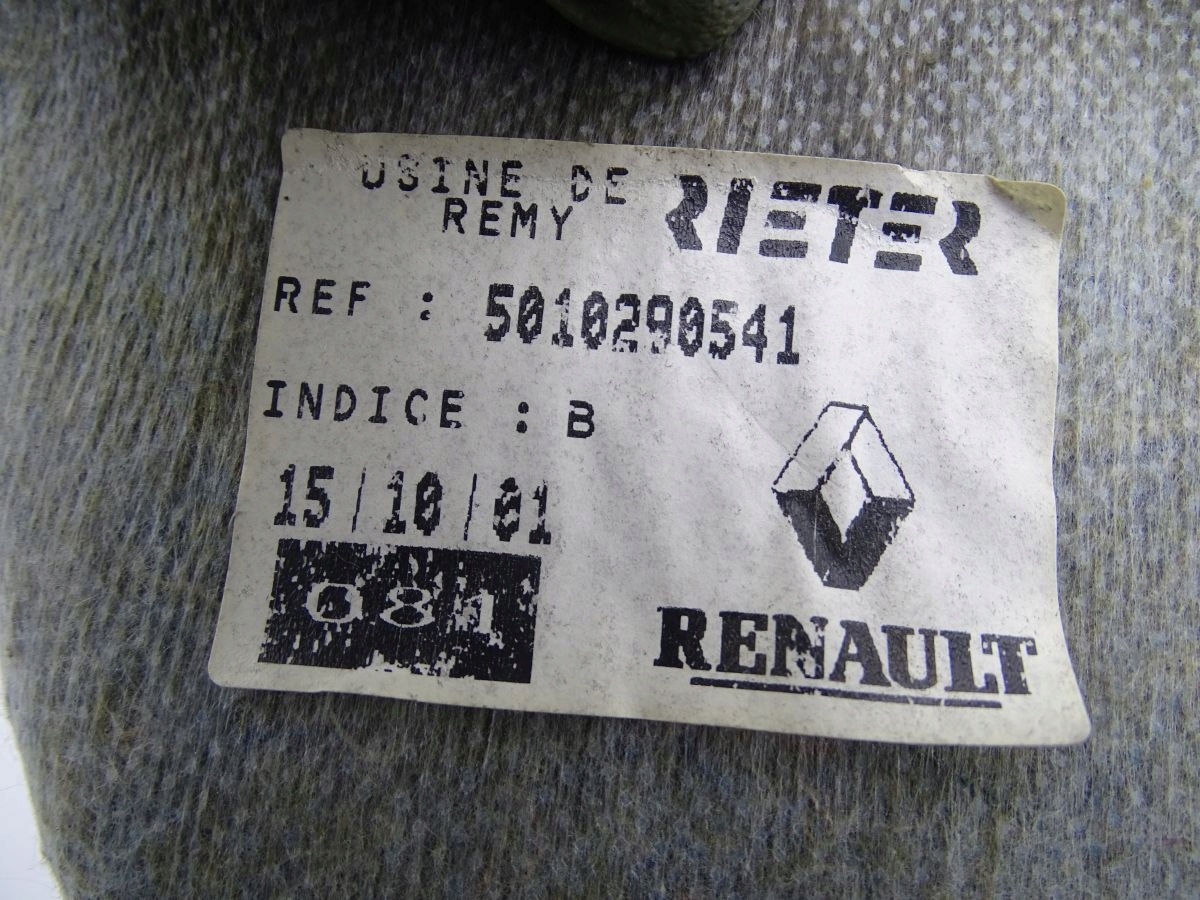 USINE DE
REMY
RIETER
REF : 5010290541
INDICE : B
15/10/01
081
RENAULT